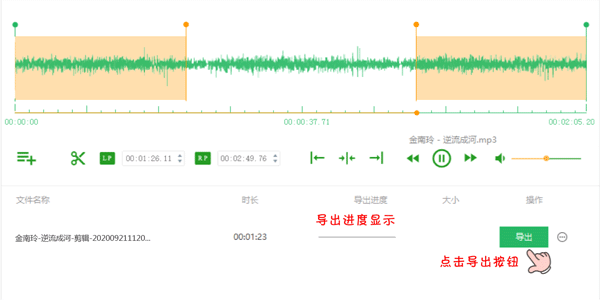 00:00:00
00:00:37.71
00:02:05.20
金南玲 - 逆流成河.mp3
LP
00:01:26.11
RP
00:02:49.76
文件名称 时长 导出进度 大小 操作
导出进度显示
金南玲-逆流成河-剪辑-202009211120... 00:01:23 导出
点击导出按钮